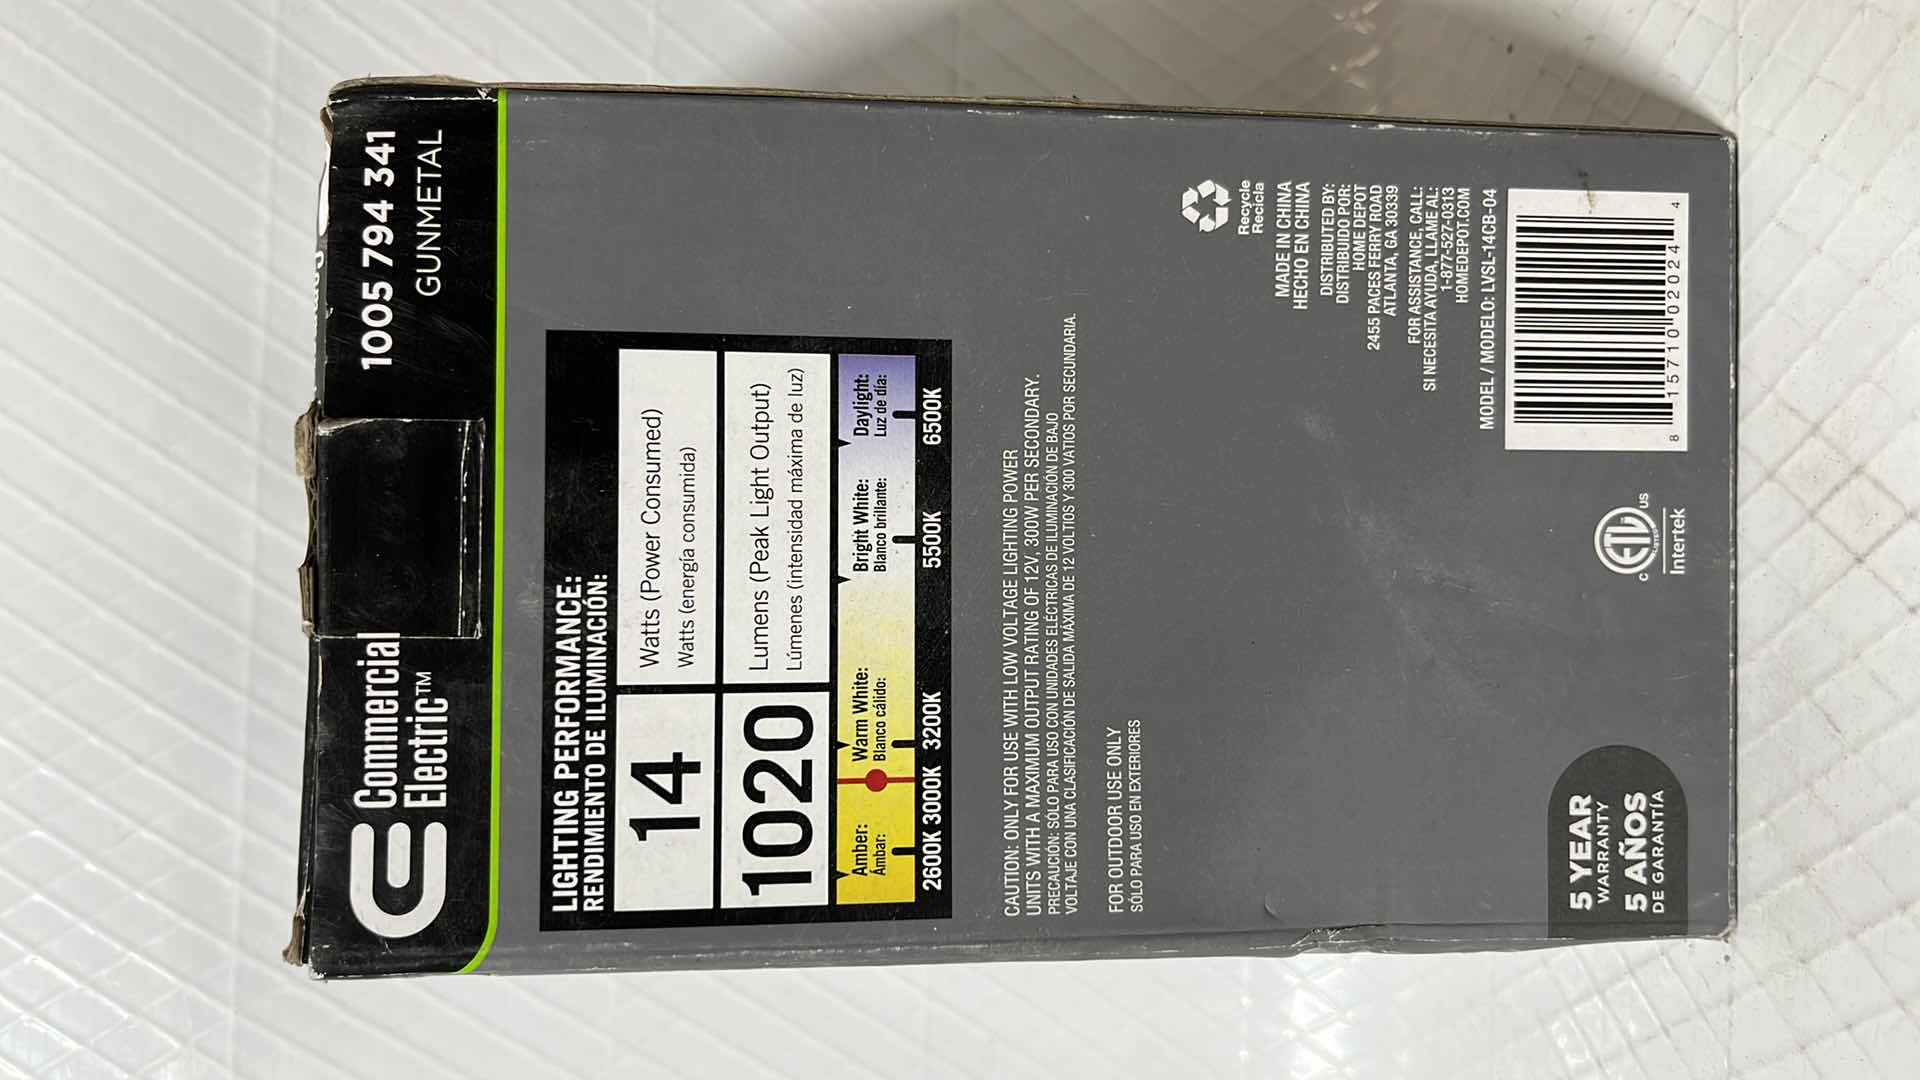 Commercial
Electric™
1005 794 341
GUNMETAL
LIGHTING PERFORMANCE:
RENDIMIENTO DE ILUMINACIÓN:
14
Watts (Power Consumed)
Watts (energía consumida)
1020
Lumens (Peak Light Output)
Lúmenes (intensidad máxima de luz)
Amber: Warm White: Bright White: Daylight:
Ámbar: Blanco cálido: Blanco brillante: Luz de día:
2600K 3000K 3200K 5500K 6500K
CAUTION: ONLY FOR USE WITH LOW VOLTAGE LIGHTING POWER
UNITS WITH A MAXIMUM OUTPUT RATING OF 12V, 300W PER SECONDARY.
PRECAUCIÓN: SÓLO PARA USO CON UNIDADES ELÉCTRICAS DE ILUMINACIÓN DE BAJO
VOLTAJE CON UNA CLASIFICACIÓN DE SALIDA MÁXIMA DE 12 VOLTIOS Y 300 VATIOS POR SECUNDARIA.
FOR OUTDOOR USE ONLY
SÓLO PARA USO EN EXTERIORES
Recycle
Recicla
MADE IN CHINA
HECHO EN CHINA
DISTRIBUTED BY:
DISTRIBUIDO POR:
HOME DEPOT
2455 PACES FERRY ROAD
ATLANTA, GA 30339
FOR ASSISTANCE, CALL:
SI NECESITA AYUDA, LLAME AL:
1-877-527-0313
HOMEDEPOT.COM
MODEL / MODELO: LVSL-14CB-04
8 15710 02024 4
5 YEAR
WARRANTY
5 AÑOS
DE GARANTÍA
C ETL US
LISTED
Intertek